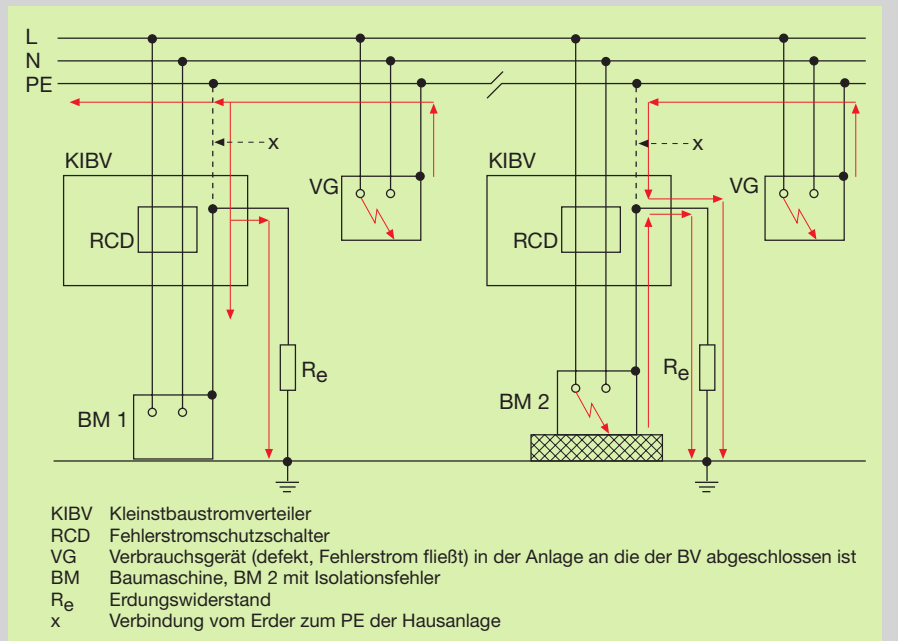 L
N
PE
x
x
KIBV
KIBV
VG
VG
RCD
RCD
Re
Re
BM 1
BM 2
KIBV Kleinstbaustromverteiler
RCD Fehlerstromschutzschalter
VG Verbrauchsgerät (defekt, Fehlerstrom fließt) in der Anlage an die der BV abgeschlossen ist
BM Baumaschine, BM 2 mit Isolationsfehler
Re Erdungswiderstand
x Verbindung vom Erder zum PE der Hausanlage